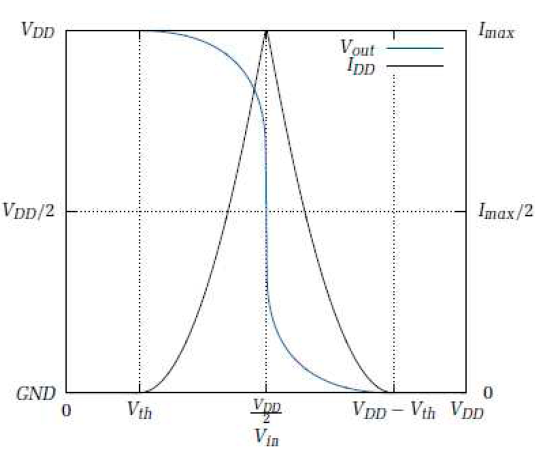 V_DD
I_max
V_out
I_DD
V_DD/2
I_max/2
GND
0
0
V_th
V_DD/2
V_DD − V_th
V_DD
V_in